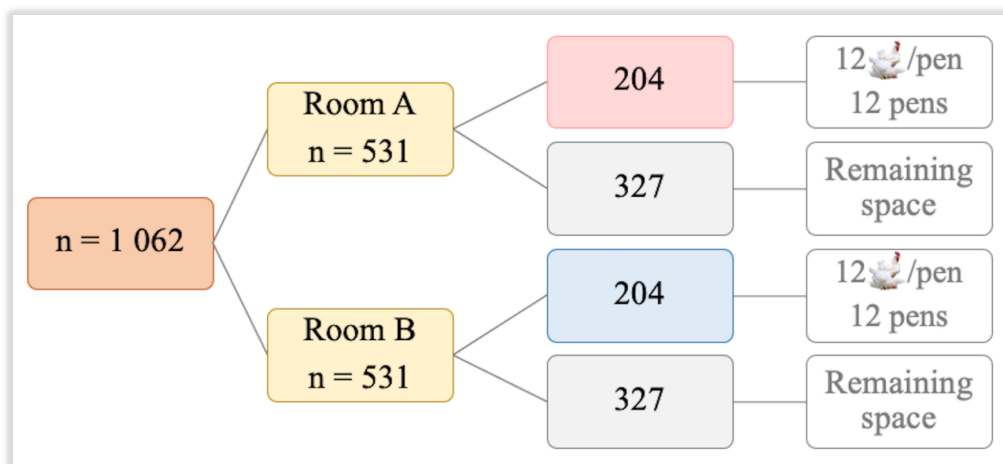 n = 1 062
Room A
n = 531
204
12 /pen
12 pens
327
Remaining
space
Room B
n = 531
204
12 /pen
12 pens
327
Remaining
space